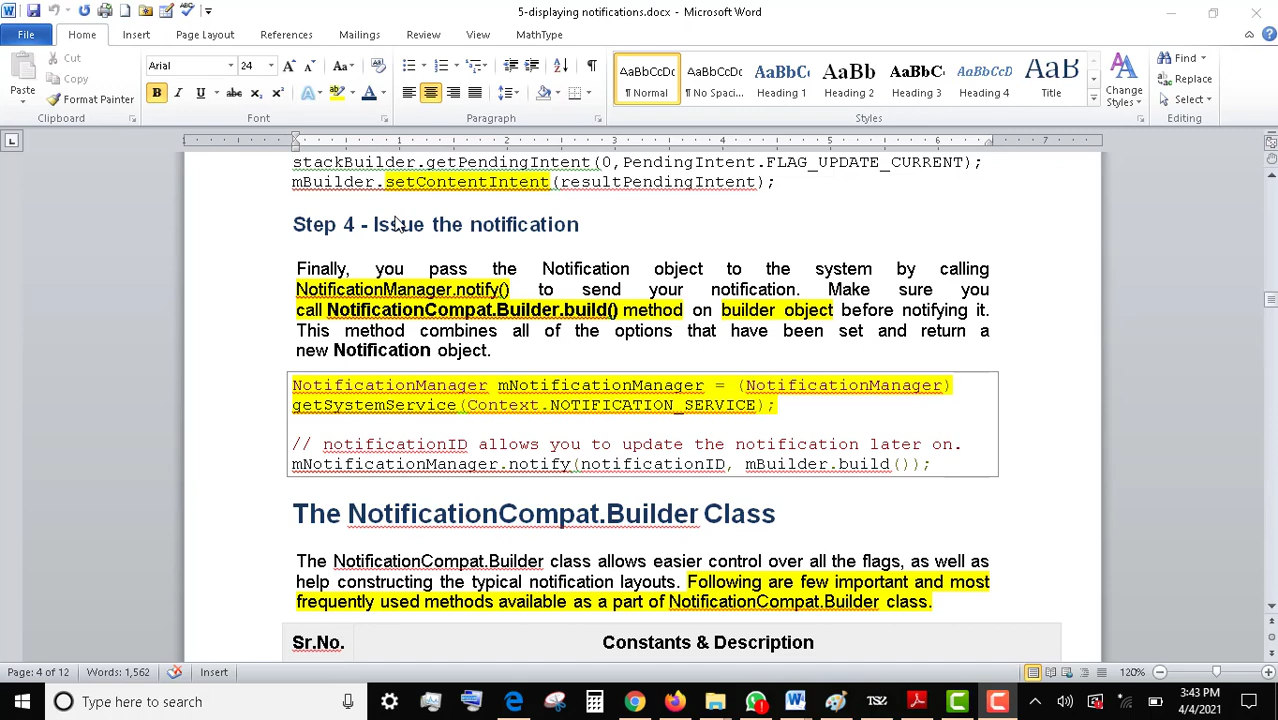 5-displaying notifications.docx - Microsoft Word
File Home Insert Page Layout References Mailings Review View MathType
Cut
Copy
Format Painter
Paste
Clipboard
Arial 24
Font
Paragraph
AaBbCcDc AaBbCcDc AaBbC AaBb AaBbC AaBbCcD AaB
¶ Normal ¶ No Spaci... Heading 1 Heading 2 Heading 3 Heading 4 Title
Change
Styles
Styles
Find
Replace
Select
Editing
1 1 2 3 4 5 6 7
stackBuilder.getPendingIntent(0,PendingIntent.FLAG_UPDATE_CURRENT);
mBuilder.setContentIntent(resultPendingIntent);
Step 4 - Issue the notification
Finally, you pass the Notification object to the system by calling
NotificationManager.notify() to send your notification. Make sure you
call NotificationCompat.Builder.build() method on builder object before notifying it.
This method combines all of the options that have been set and return a
new Notification object.
NotificationManager mNotificationManager = (NotificationManager)
getSystemService(Context.NOTIFICATION_SERVICE);
// notificationID allows you to update the notification later on.
mNotificationManager.notify(notificationID, mBuilder.build());
The NotificationCompat.Builder Class
The NotificationCompat.Builder class allows easier control over all the flags, as well as
help constructing the typical notification layouts. Following are few important and most
frequently used methods available as a part of NotificationCompat.Builder class.
Sr.No. Constants & Description
Page: 4 of 12 Words: 1,562 Insert 120%
Type here to search
3:43 PM
4/4/2021